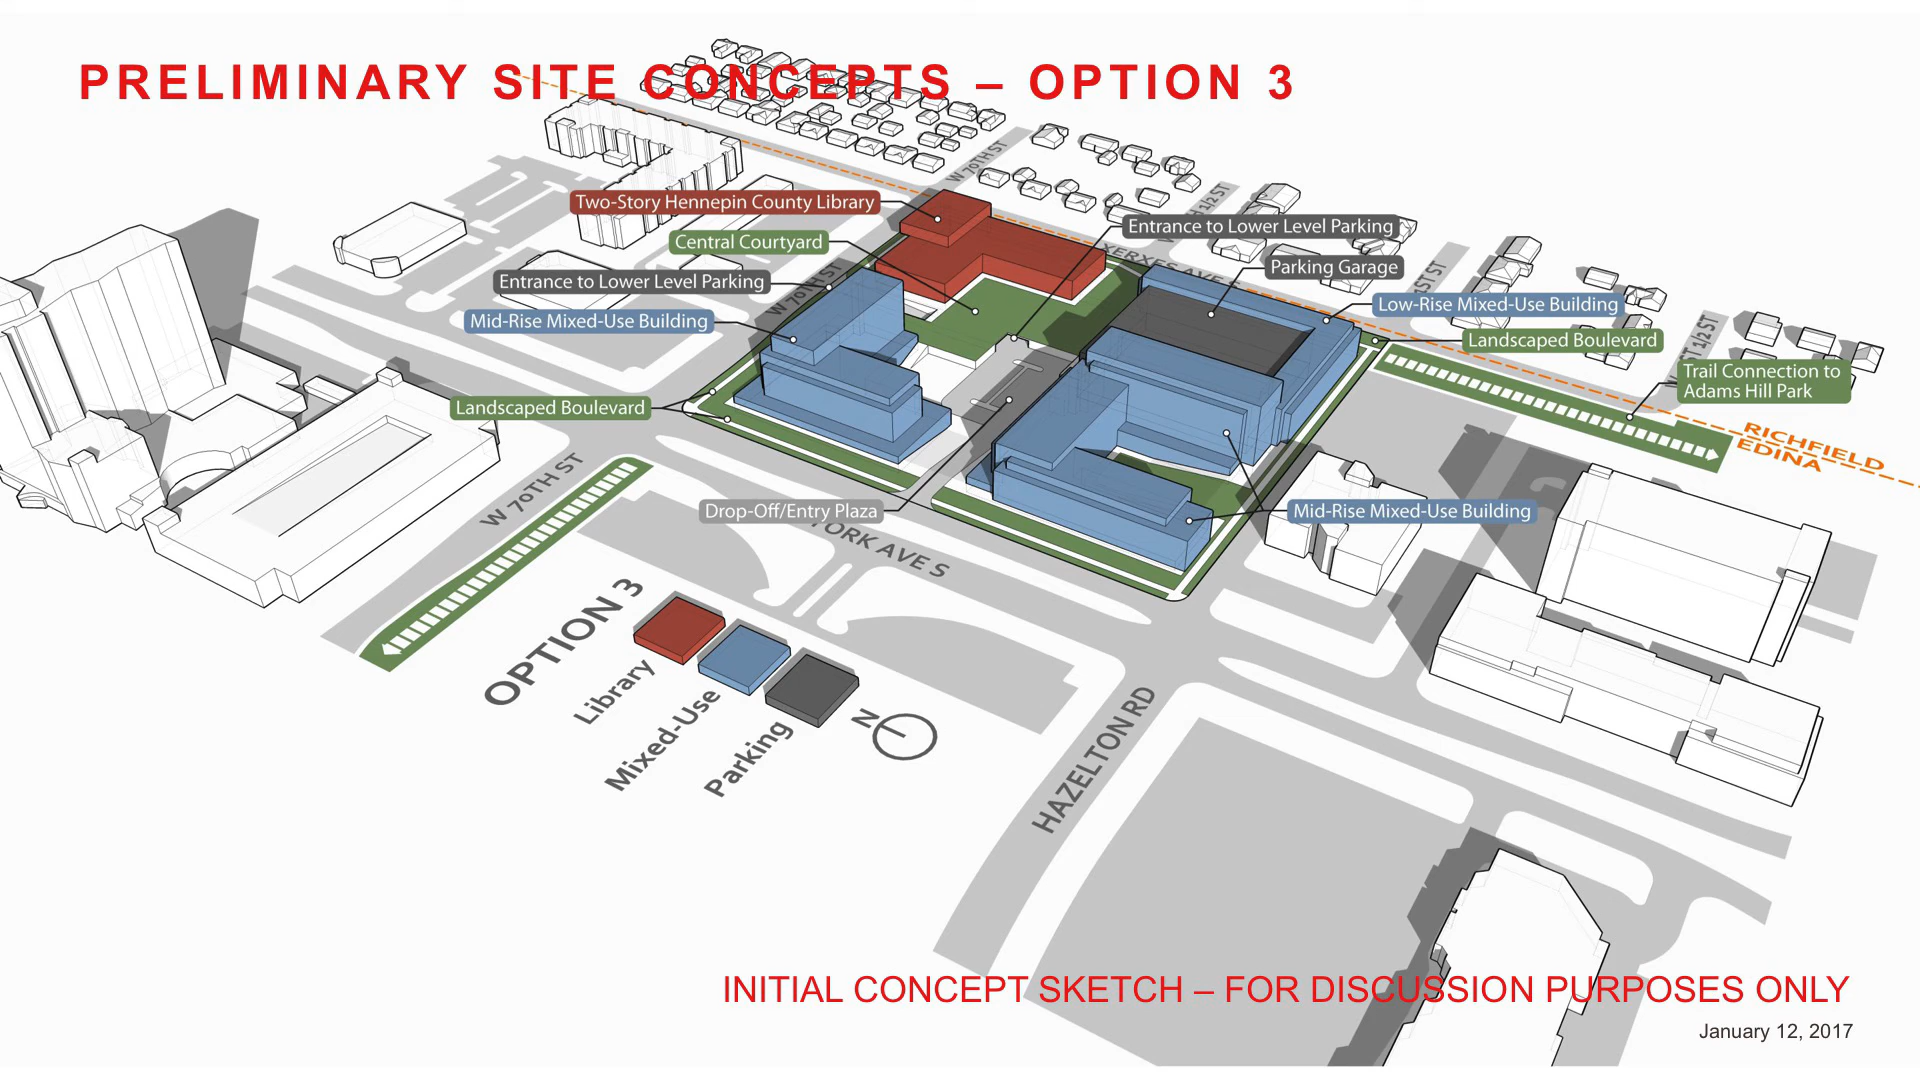 PRELIMINARY SITE CONCEPTS – OPTION 3
W 70TH ST
Two-Story Hennepin County Library
Entrance to Lower Level Parking
Central Courtyard
XERXES AVE S
Parking Garage
Entrance to Lower Level Parking
W 70TH ST
Low-Rise Mixed-Use Building
Mid-Rise Mixed-Use Building
Landscaped Boulevard
Trail Connection to
Adams Hill Park
Landscaped Boulevard
RICHFIELD
EDINA
W 70TH ST
Drop-Off/Entry Plaza
Mid-Rise Mixed-Use Building
YORK AVE S
OPTION 3
Library
Mixed-Use
Parking
N
HAZELTON RD
INITIAL CONCEPT SKETCH – FOR DISCUSSION PURPOSES ONLY
January 12, 2017